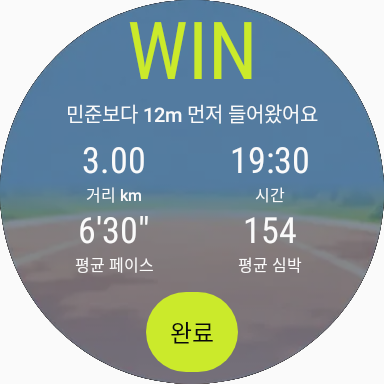 WIN
민준보다 12m 먼저 들어왔어요
3.00 19:30
거리 km 시간
6'30" 154
평균 페이스 평균 심박
완료